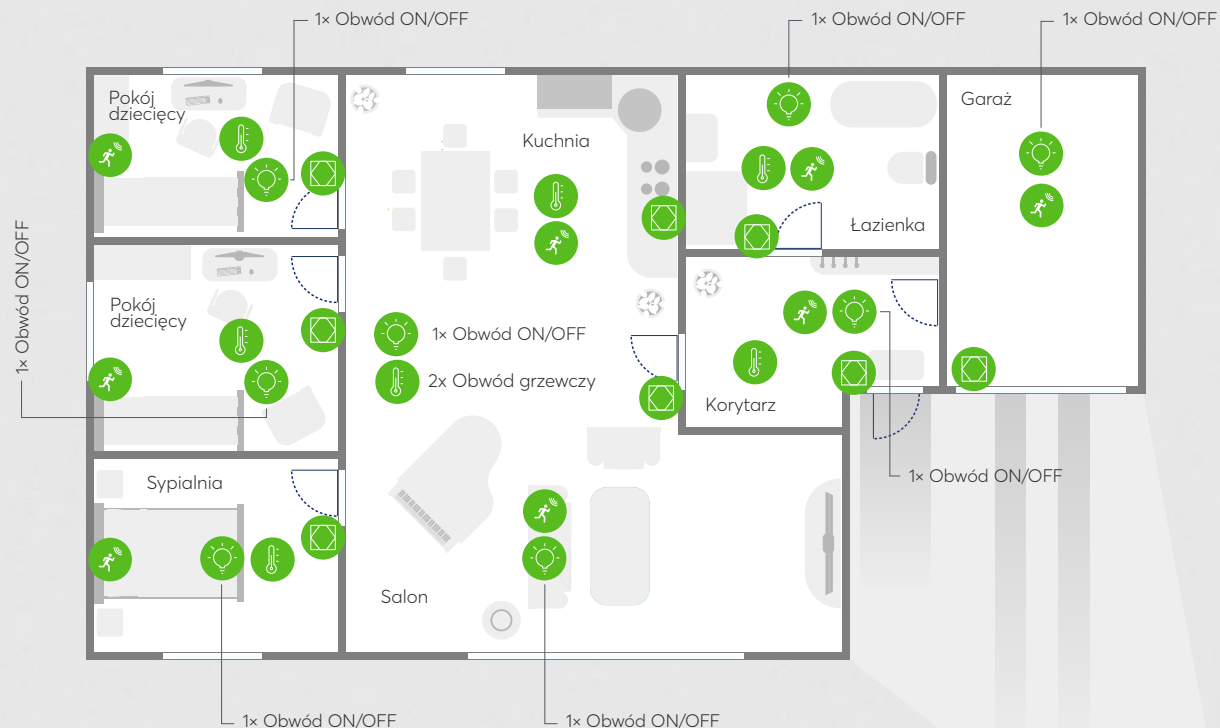 1× Obwód ON/OFF
1× Obwód ON/OFF
1× Obwód ON/OFF
Pokój
dziecięcy
Kuchnia
Garaż
Łazienka
1× Obwód ON/OFF
Pokój
dziecięcy
1× Obwód ON/OFF
2x Obwód grzewczy
Korytarz
Sypialnia
1× Obwód ON/OFF
Salon
1× Obwód ON/OFF
1× Obwód ON/OFF